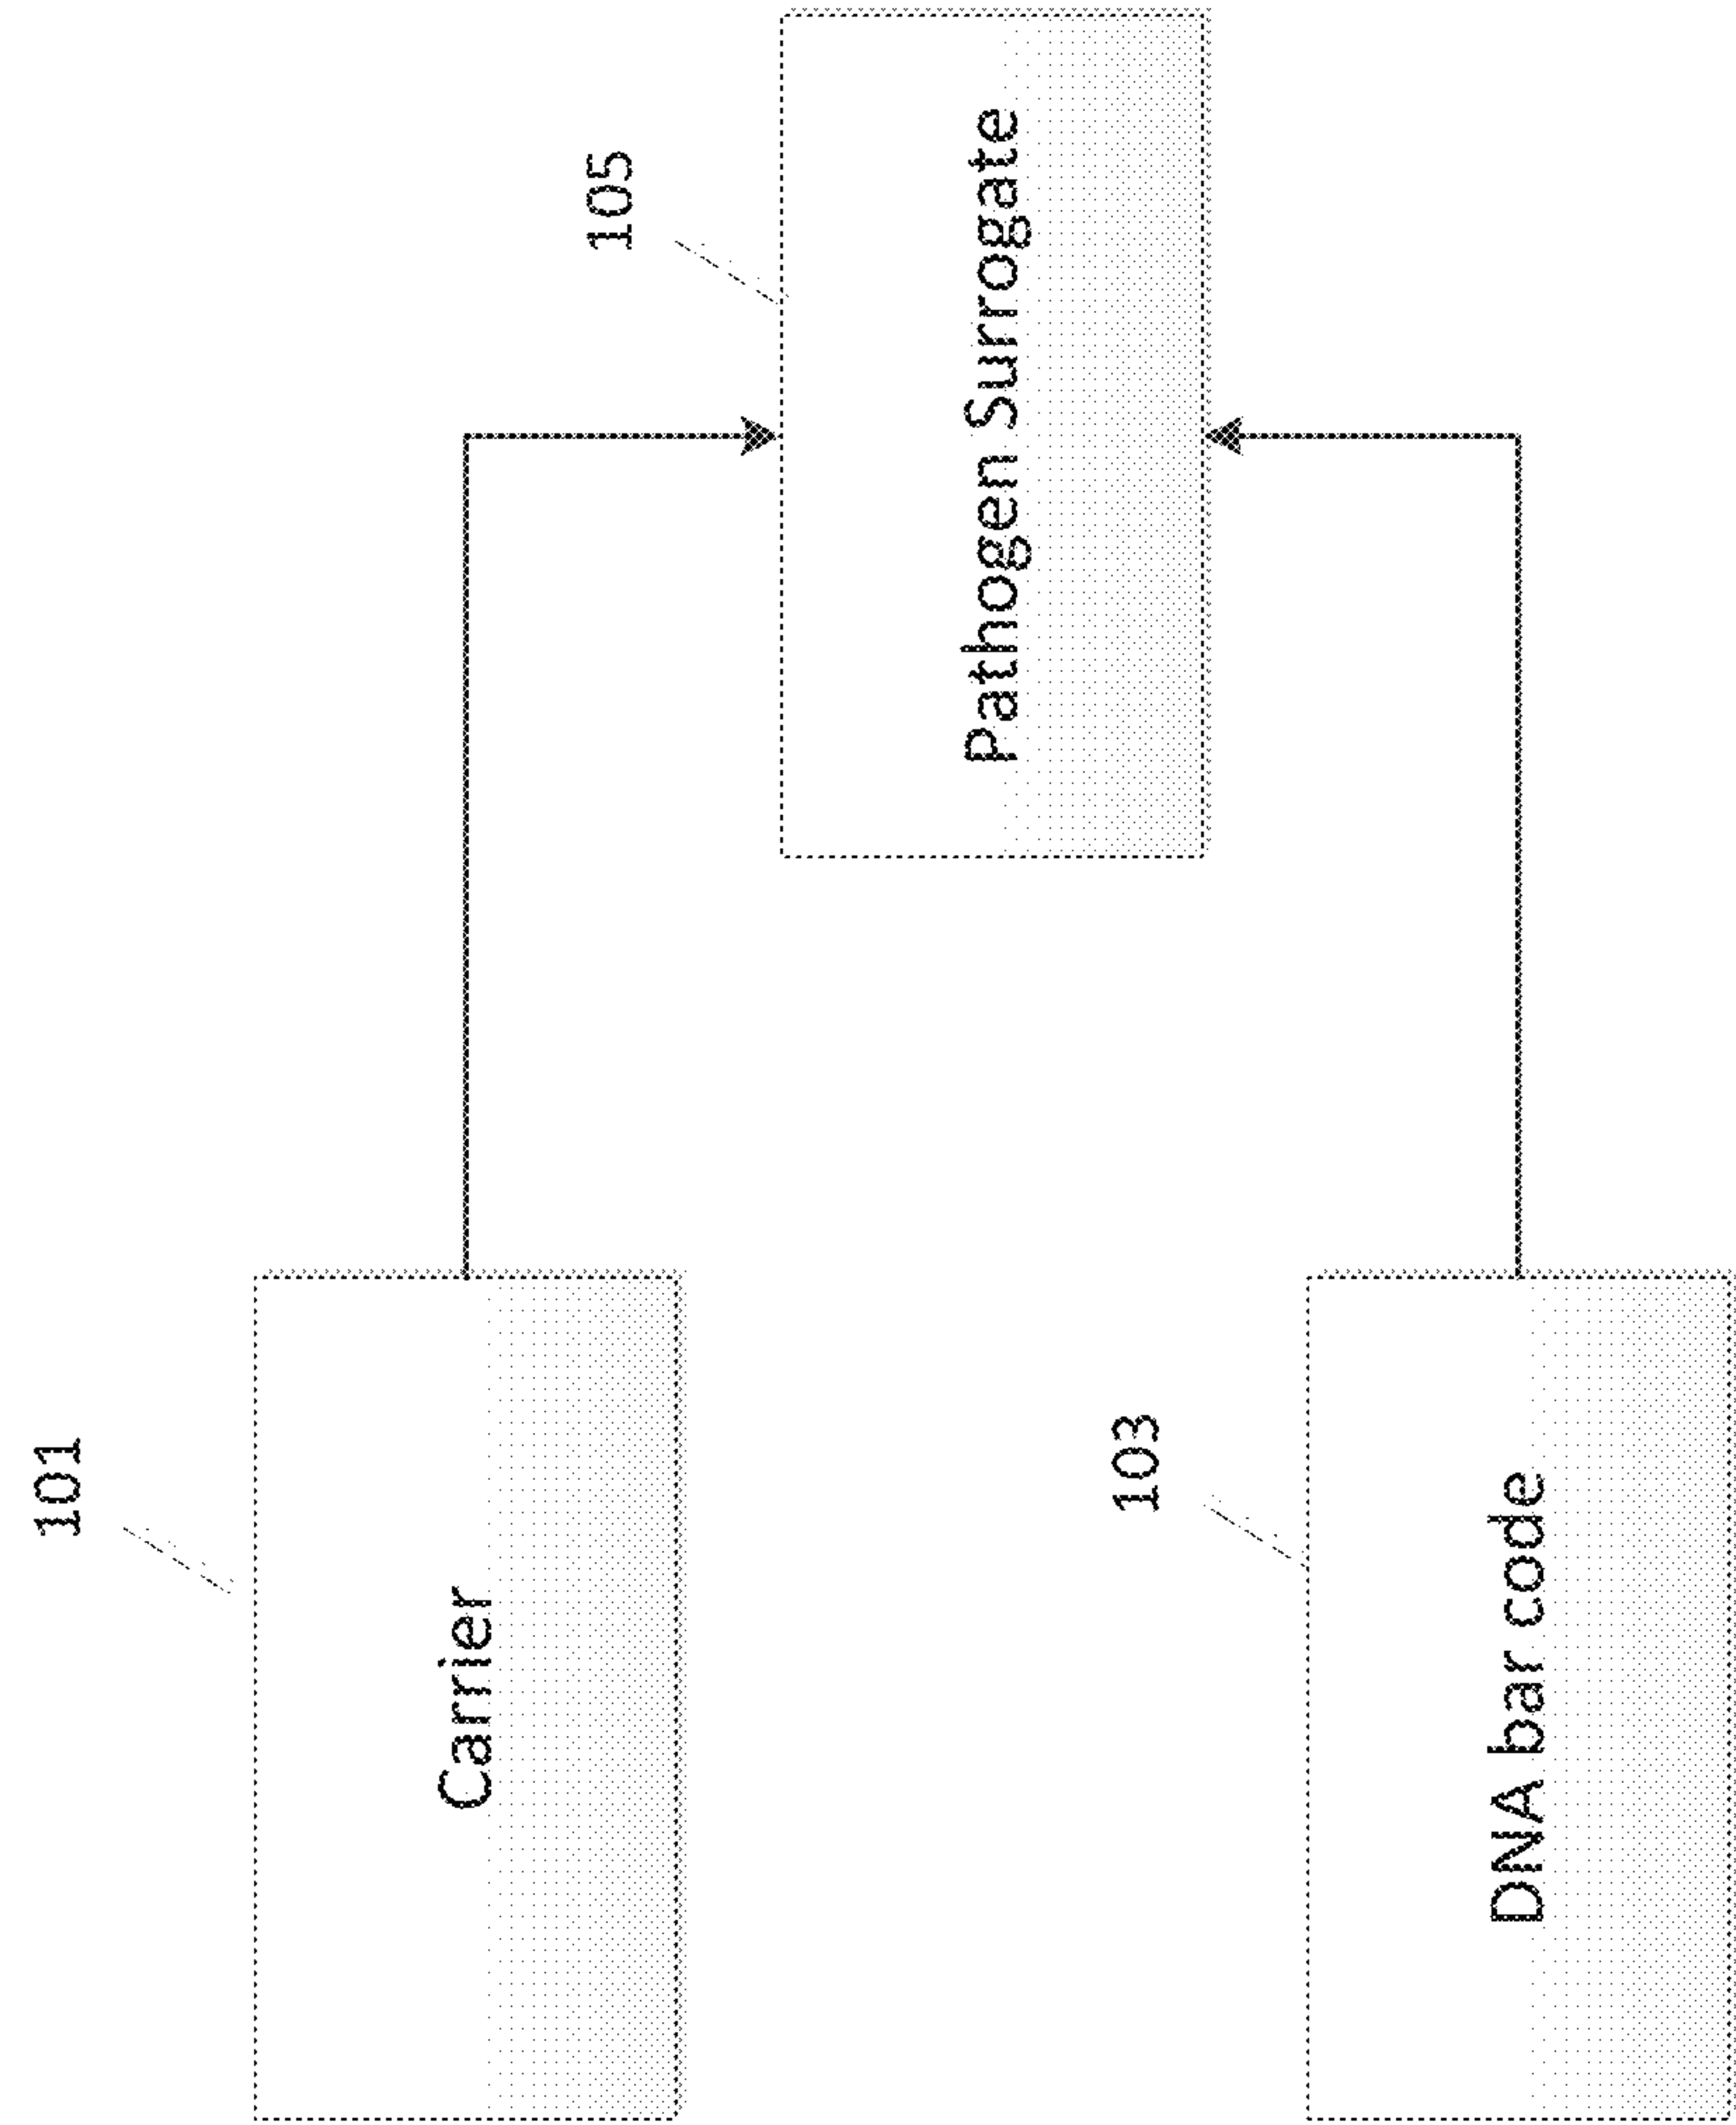 101
Carrier
105
Pathogen Surrogate
103
DNA bar code